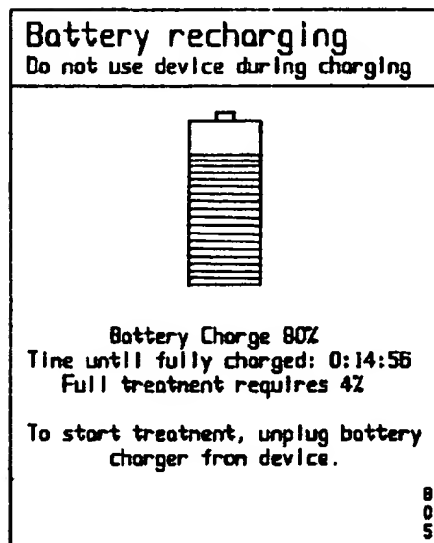 Battery recharging
Do not use device during charging
Battery Charge 80%
Time until fully charged: 0:14:56
Full treatment requires 4%
To start treatment, unplug battery
charger from device.
8
0
5